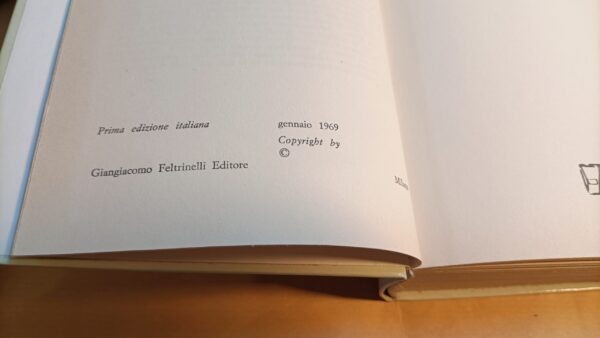 Prima edizione italiana
gennaio 1969
Copyright by
©
Giangiacomo Feltrinelli Editore